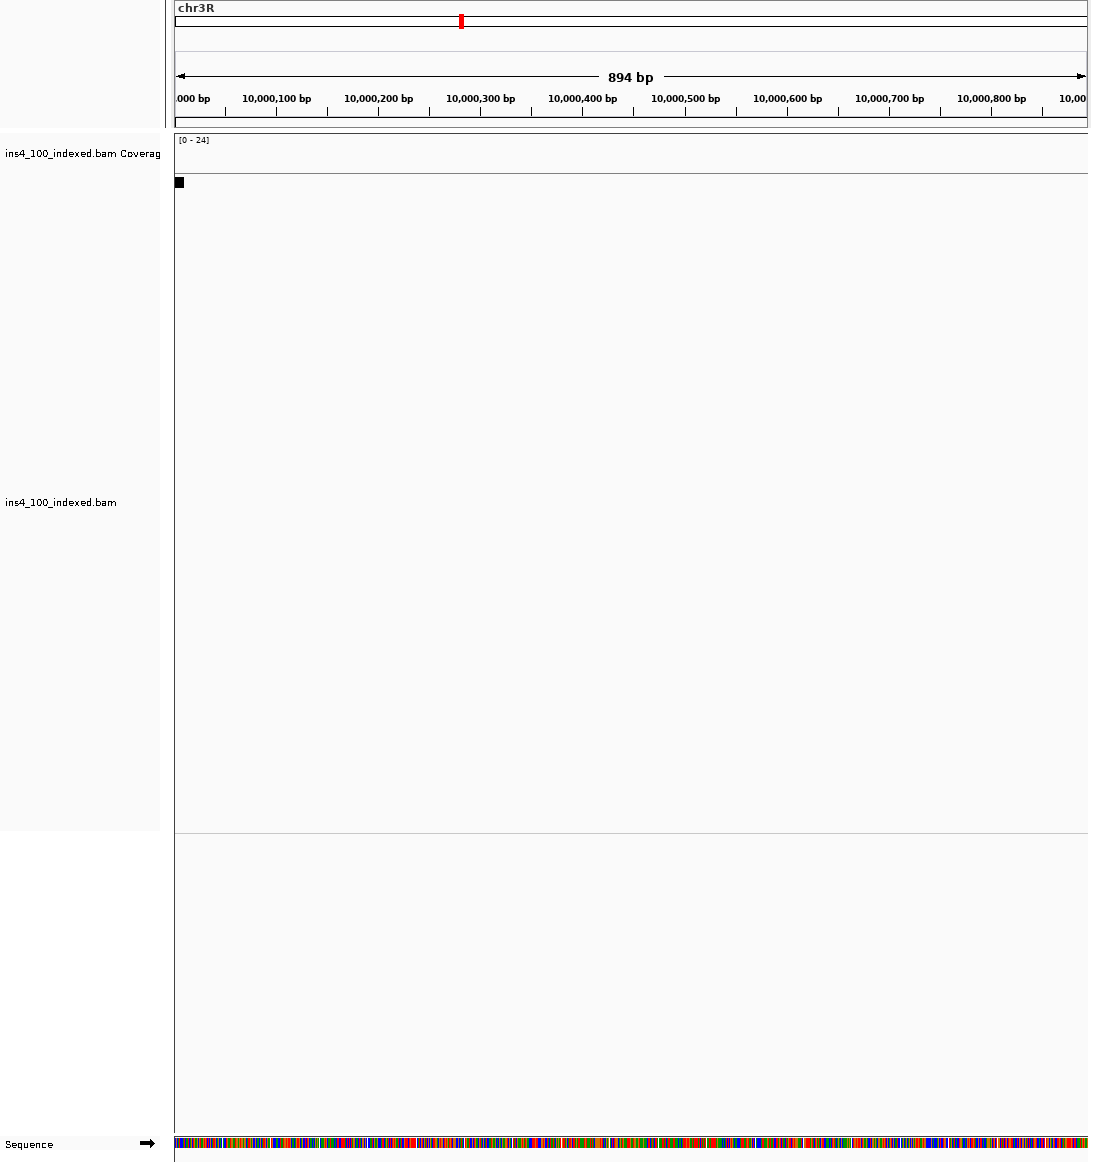 chr3R
894 bp
.000 bp 10,000,100 bp 10,000,200 bp 10,000,300 bp 10,000,400 bp 10,000,500 bp 10,000,600 bp 10,000,700 bp 10,000,800 bp 10,00
[0 - 24]
ins4_100_indexed.bam Coverag
ins4_100_indexed.bam
Sequence